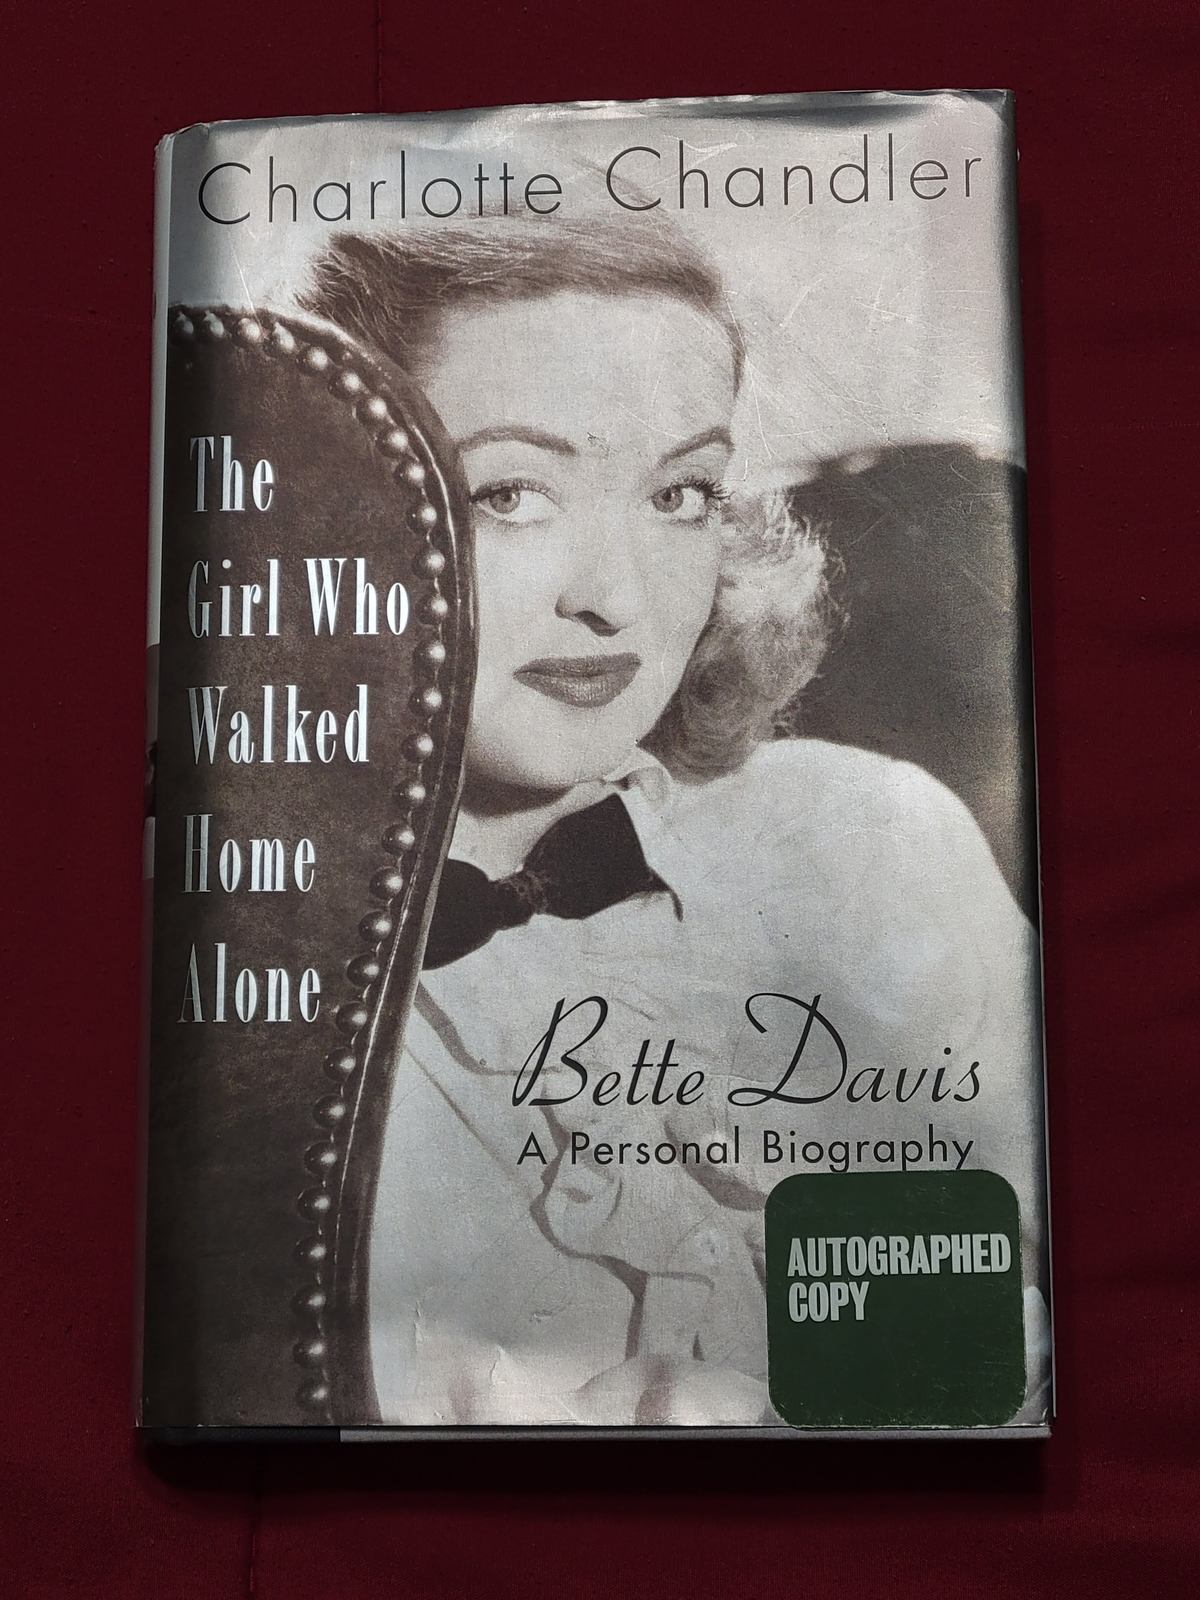 Charlotte Chandler
The
Girl Who
Walked
Home
Alone
Bette Davis
A Personal Biography
AUTOGRAPHED
COPY